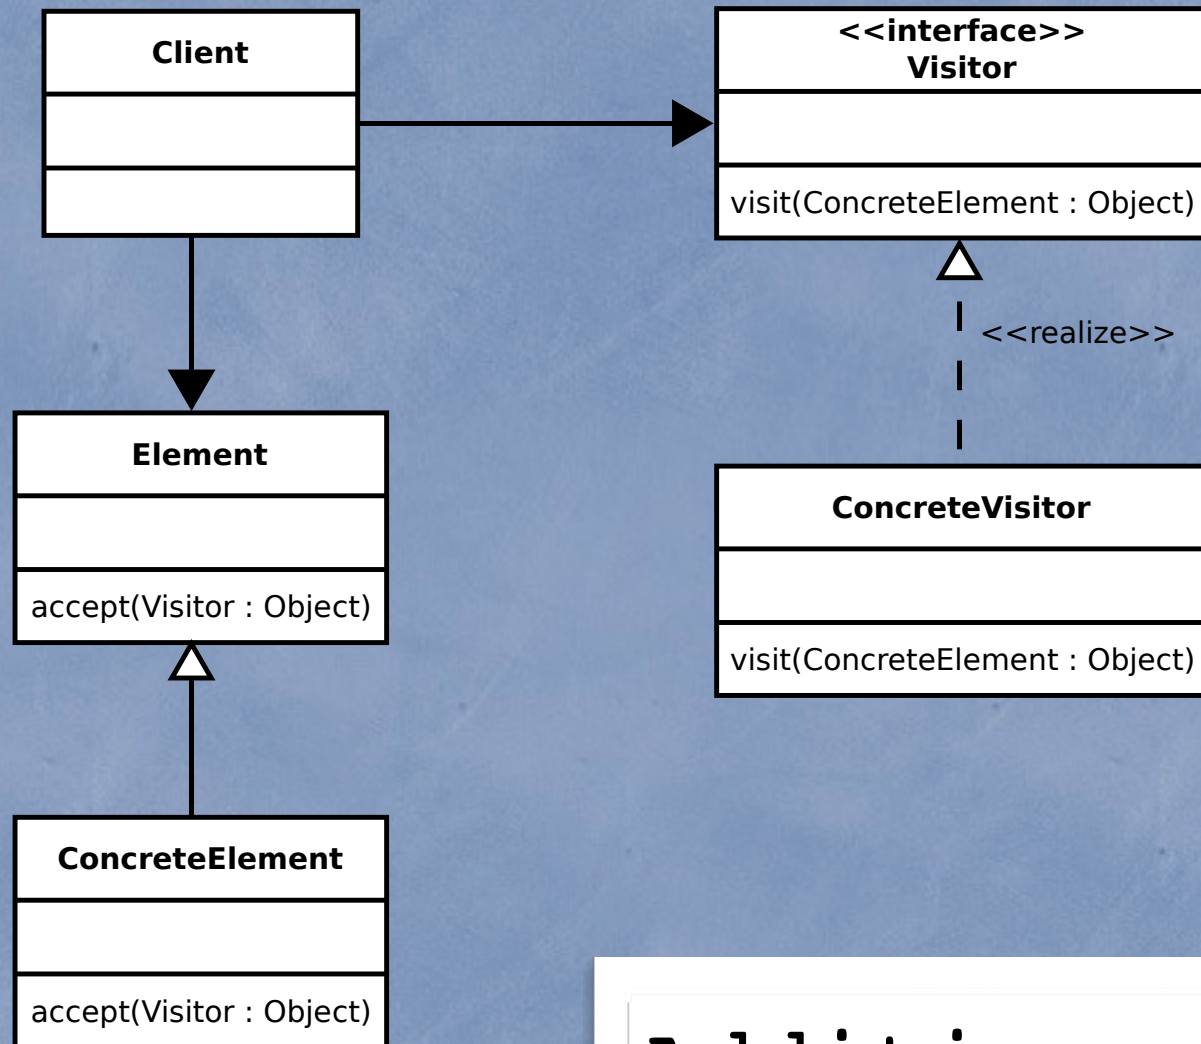 Client
<<interface>>
Visitor
visit(ConcreteElement : Object)
<<realize>>
Element
accept(Visitor : Object)
ConcreteVisitor
visit(ConcreteElement : Object)
ConcreteElement
accept(Visitor : Object)